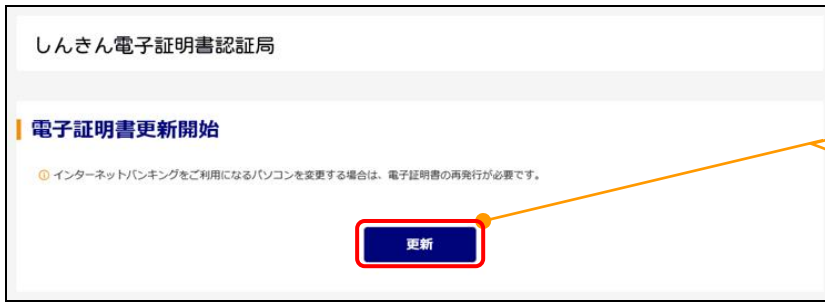 しんきん電子証明書認証局
電子証明書更新開始
インターネットバンキングをご利用になるパソコンを変更する場合は、電子証明書の再発行が必要です。
更新